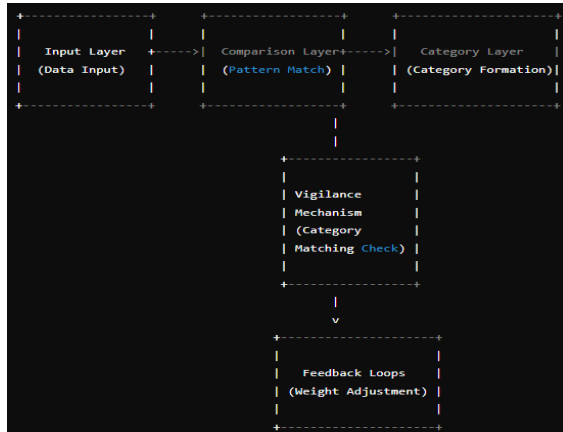 Input Layer Comparison Layer Category Layer
(Data Input) (Pattern Match) (Category Formation)
Vigilance
Mechanism
(Category
Matching Check)
v
Feedback Loops
(Weight Adjustment)